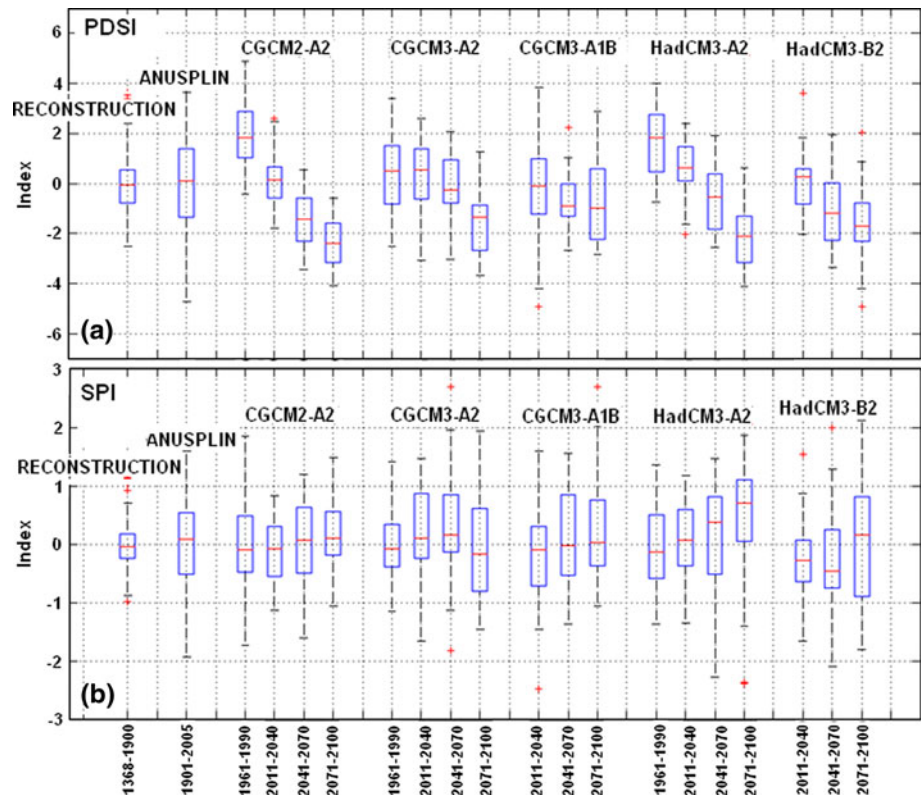 PDSI
CGCM2-A2
CGCM3-A2
CGCM3-A1B
HadCM3-A2
HadCM3-B2
ANUSPLIN
RECONSTRUCTION
Index
6
4
2
0
-2
-4
-6
(a)
SPI
CGCM2-A2
CGCM3-A2
CGCM3-A1B
HadCM3-A2
HadCM3-B2
ANUSPLIN
RECONSTRUCTION
Index
3
2
1
0
-1
-2
-3
(b)
1368-1900
1901-2005
1961-1990
2011-2040
2041-2070
2071-2100
1961-1990
2011-2040
2041-2070
2071-2100
2011-2040
2041-2070
2071-2100
1961-1990
2011-2040
2041-2070
2071-2100
2011-2040
2041-2070
2071-2100